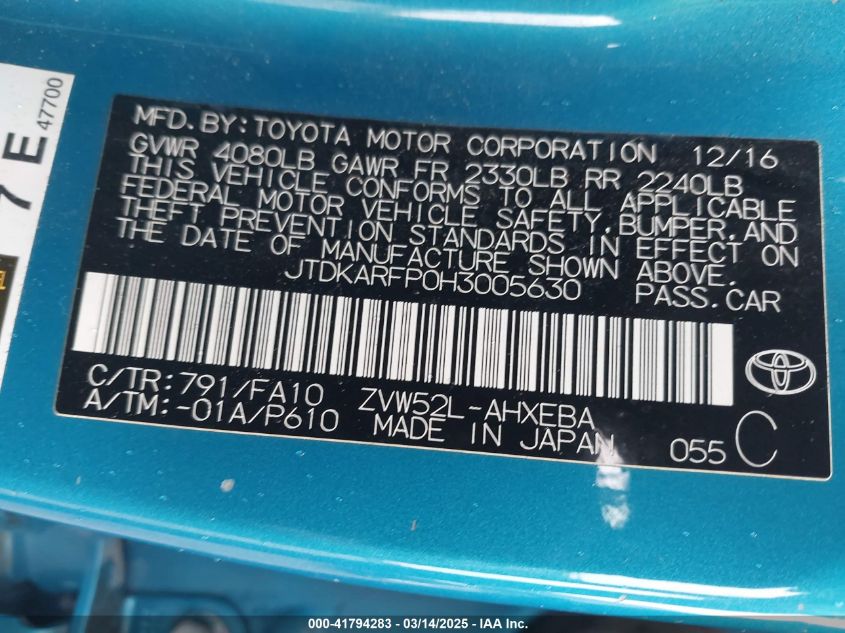 7 E
47700
MFD.BY:TOYOTA MOTOR CORPORATION 12/16
GVWR 4080LB GAWR FR 2330LB RR 2240LB
THIS VEHICLE CONFORMS TO ALL APPLICABLE
FEDERAL MOTOR VEHICLE SAFETY,BUMPER,AND
THEFT PREVENTION STANDARDS IN EFFECT ON
THE DATE OF MANUFACTURE SHOWN ABOVE.
JTDKARFP0H3005630 PASS.CAR
C/TR:791/FA10 ZVW52L-AHXEBA
A/TM:-01A/P610 MADE IN JAPAN 055 C
000-41794283 - 03/14/2025 - IAA Inc.